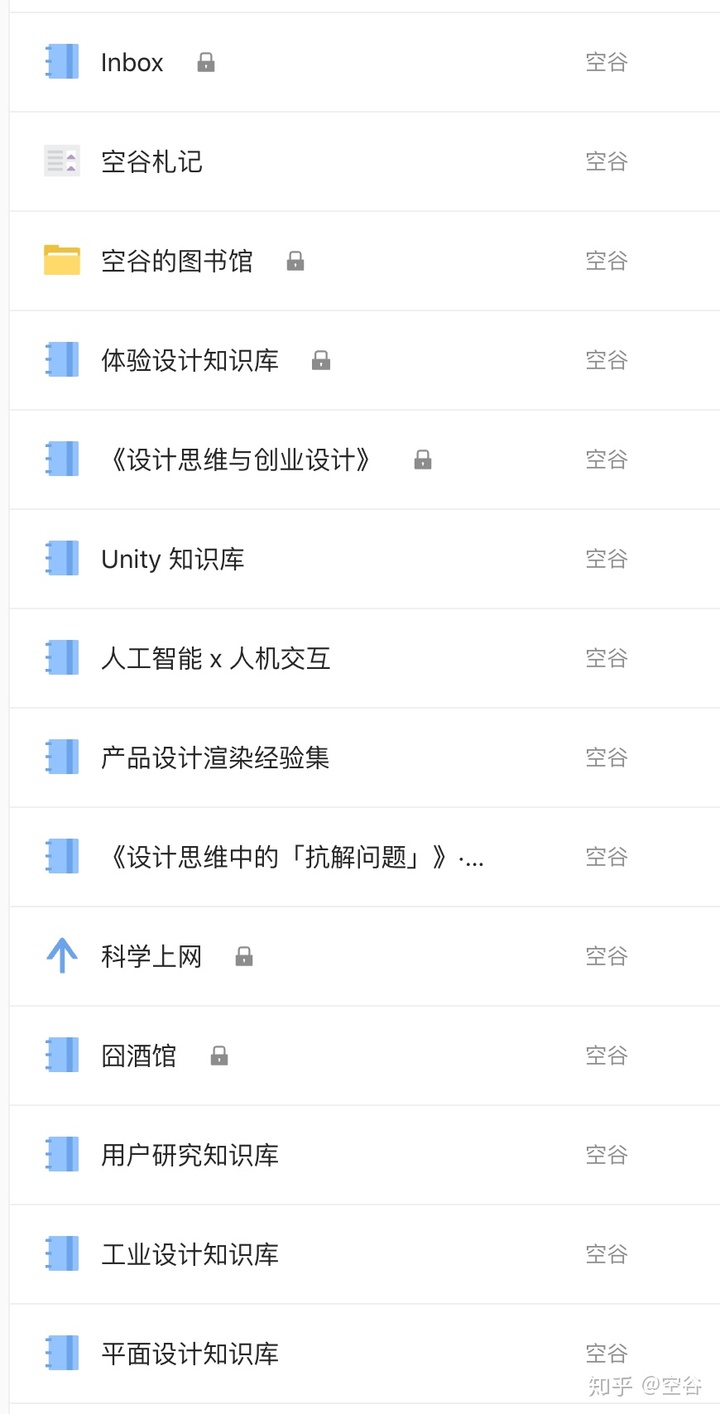 Inbox 空谷
空谷札记 空谷
空谷的图书馆 空谷
体验设计知识库 空谷
《设计思维与创业设计》 空谷
Unity 知识库 空谷
人工智能 x 人机交互 空谷
产品设计渲染经验集 空谷
《设计思维中的「抗解问题」》·... 空谷
科学上网 空谷
囧酒馆 空谷
用户研究知识库 空谷
工业设计知识库 空谷
平面设计知识库 空谷
知乎 @空谷